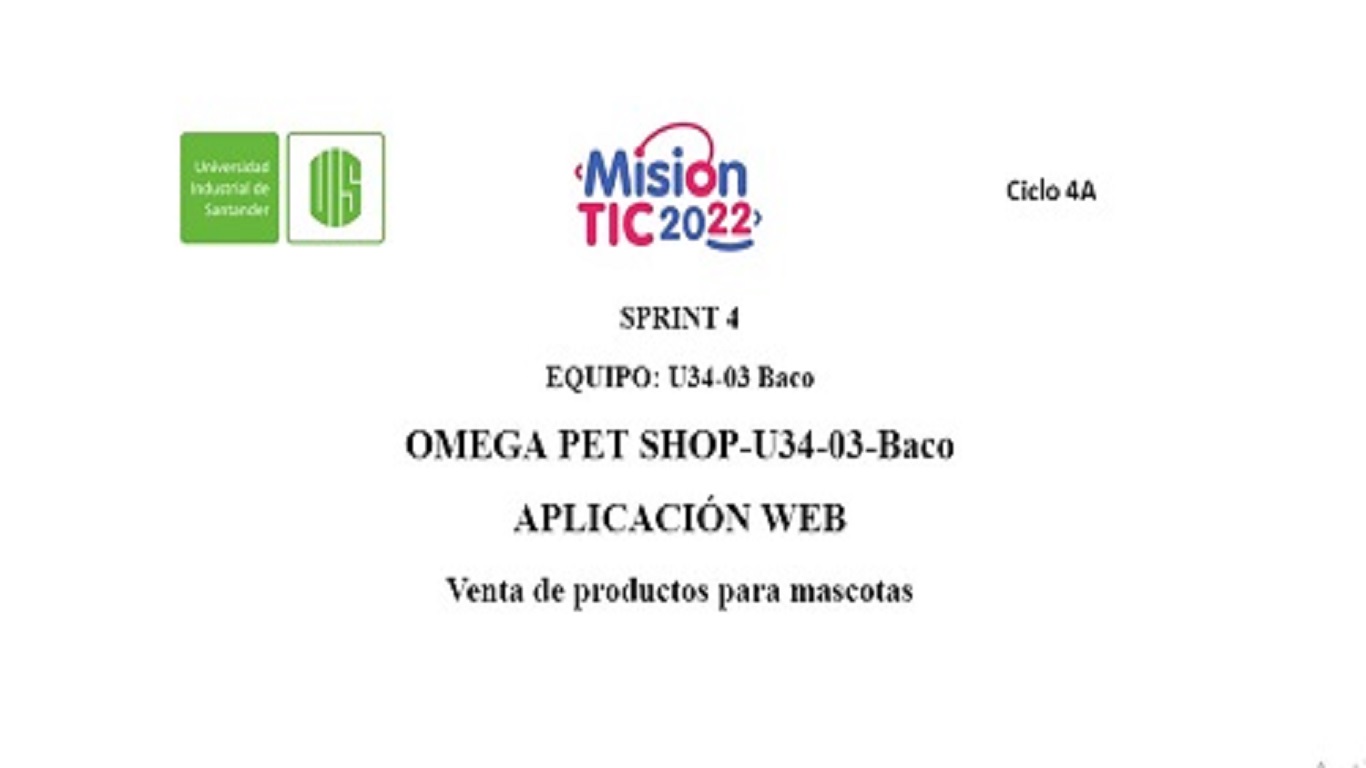 Universidad
Industrial de
Santander
UIS
Misión
TIC 2022
Ciclo 4A
SPRINT 4
EQUIPO: U34-03 Baco
OMEGA PET SHOP-U34-03-Baco
APLICACIÓN WEB
Venta de productos para mascotas